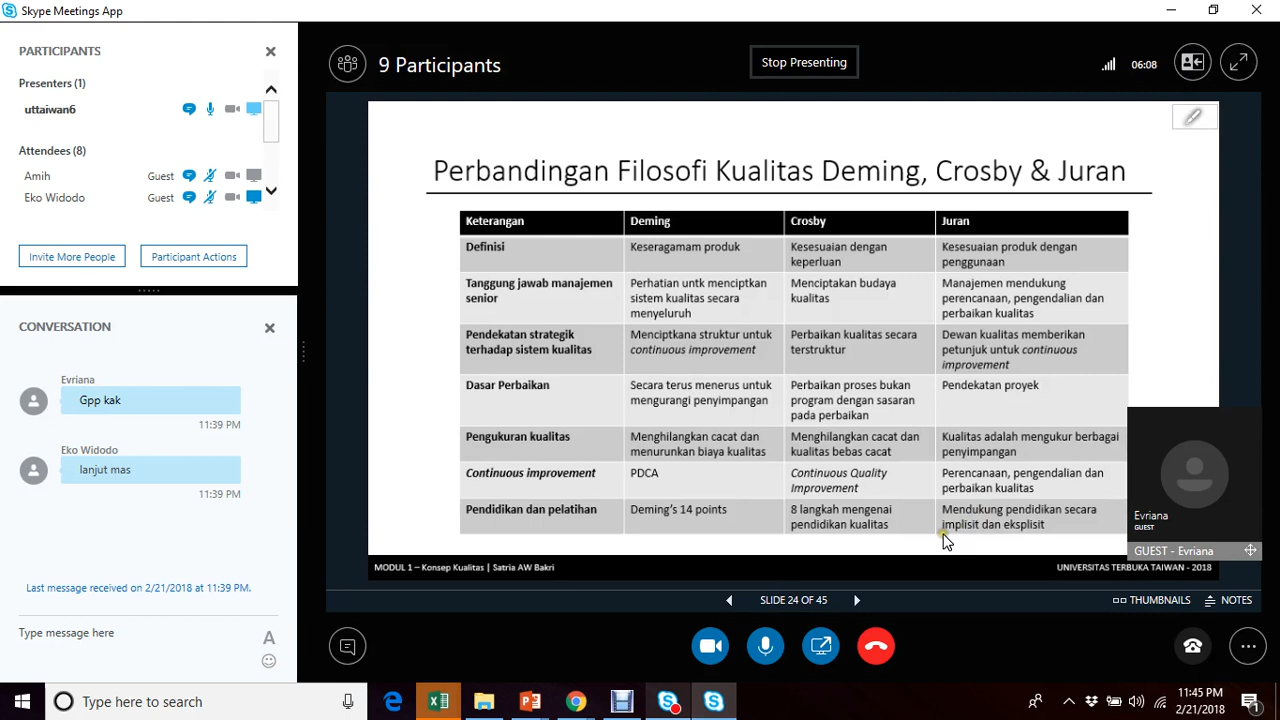 Skype Meetings App
PARTICIPANTS
Presenters (1)
uttaiwan6
Attendees (8)
Amih Guest
Eko Widodo Guest
Invite More People Participant Actions
CONVERSATION
Evriana
Gpp kak
11:39 PM
Eko Widodo
lanjut mas
11:39 PM
Last message received on 2/21/2018 at 11:39 PM.
Type message here
A
9 Participants
Stop Presenting
06:08
Perbandingan Filosofi Kualitas Deming, Crosby & Juran
Keterangan Deming Crosby Juran
Definisi Keseragamam produk Kesesuaian dengan Kesesuaian produk dengan
keperluan penggunaan
Tanggung jawab manajemen Perhatian untk menciptkan Menciptakan budaya Manajemen mendukung
senior sistem kualitas secara kualitas perencanaan, pengendalian dan
menyeluruh perbaikan kualitas
Pendekatan strategik Menciptkana struktur untuk Perbaikan kualitas secara Dewan kualitas memberikan
terhadap sistem kualitas continuous improvement terstruktur petunjuk untuk continuous
improvement
Dasar Perbaikan Secara terus menerus untuk Perbaikan proses bukan Pendekatan proyek
mengurangi penyimpangan program dengan sasaran
pada perbaikan
Pengukuran kualitas Menghilangkan cacat dan Menghilangkan cacat dan Kualitas adalah mengukur berbagai
menurunkan biaya kualitas kualitas bebas cacat penyimpangan
Continuous improvement PDCA Continuous Quality Perencanaan, pengendalian dan
Improvement perbaikan kualitas
Pendidikan dan pelatihan Deming's 14 points 8 langkah mengenai Mendukung pendidikan secara
pendidikan kualitas implisit dan eksplisit
MODUL 1 – Konsep Kualitas | Satria AW Bakri UNIVERSITAS TERBUKA TAIWAN - 2018
Evriana
GUEST
GUEST - Evriana
SLIDE 24 OF 45
THUMBNAILS NOTES
Type here to search
11:45 PM
2/21/2018
1